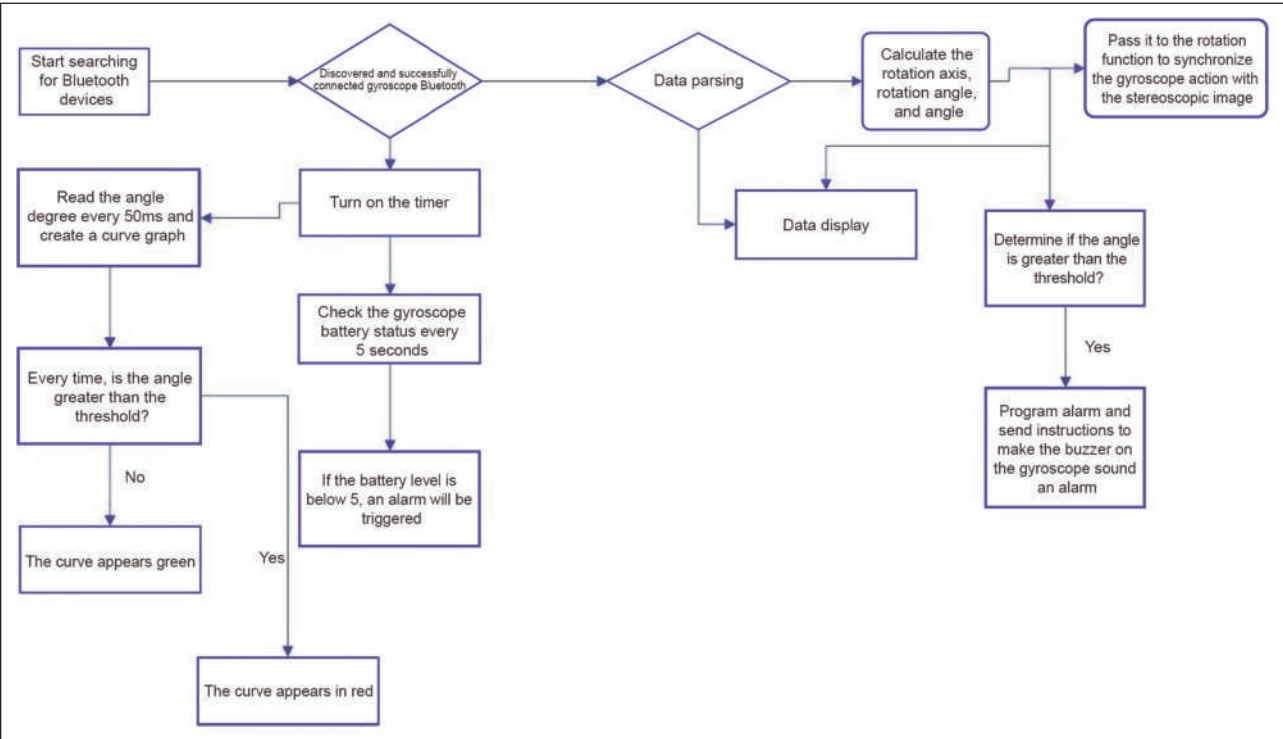 Start searching
for Bluetooth
devices
Discovered and successfully
connected gyroscope Bluetooth
Data parsing
Calculate the
rotation axis,
rotation angle,
and angle
Pass it to the rotation
function to synchronize
the gyroscope action with
the stereoscopic image
Read the angle
degree every 50ms and
create a curve graph
Turn on the timer
Data display
Determine if the angle
is greater than the
threshold?
Check the gyroscope
battery status every
5 seconds
Yes
Every time, is the angle
greater than the
threshold?
Program alarm and
send instructions to
make the buzzer on
the gyroscope sound
an alarm
No
If the battery level is
below 5, an alarm will be
triggered
The curve appears green
Yes
The curve appears in red